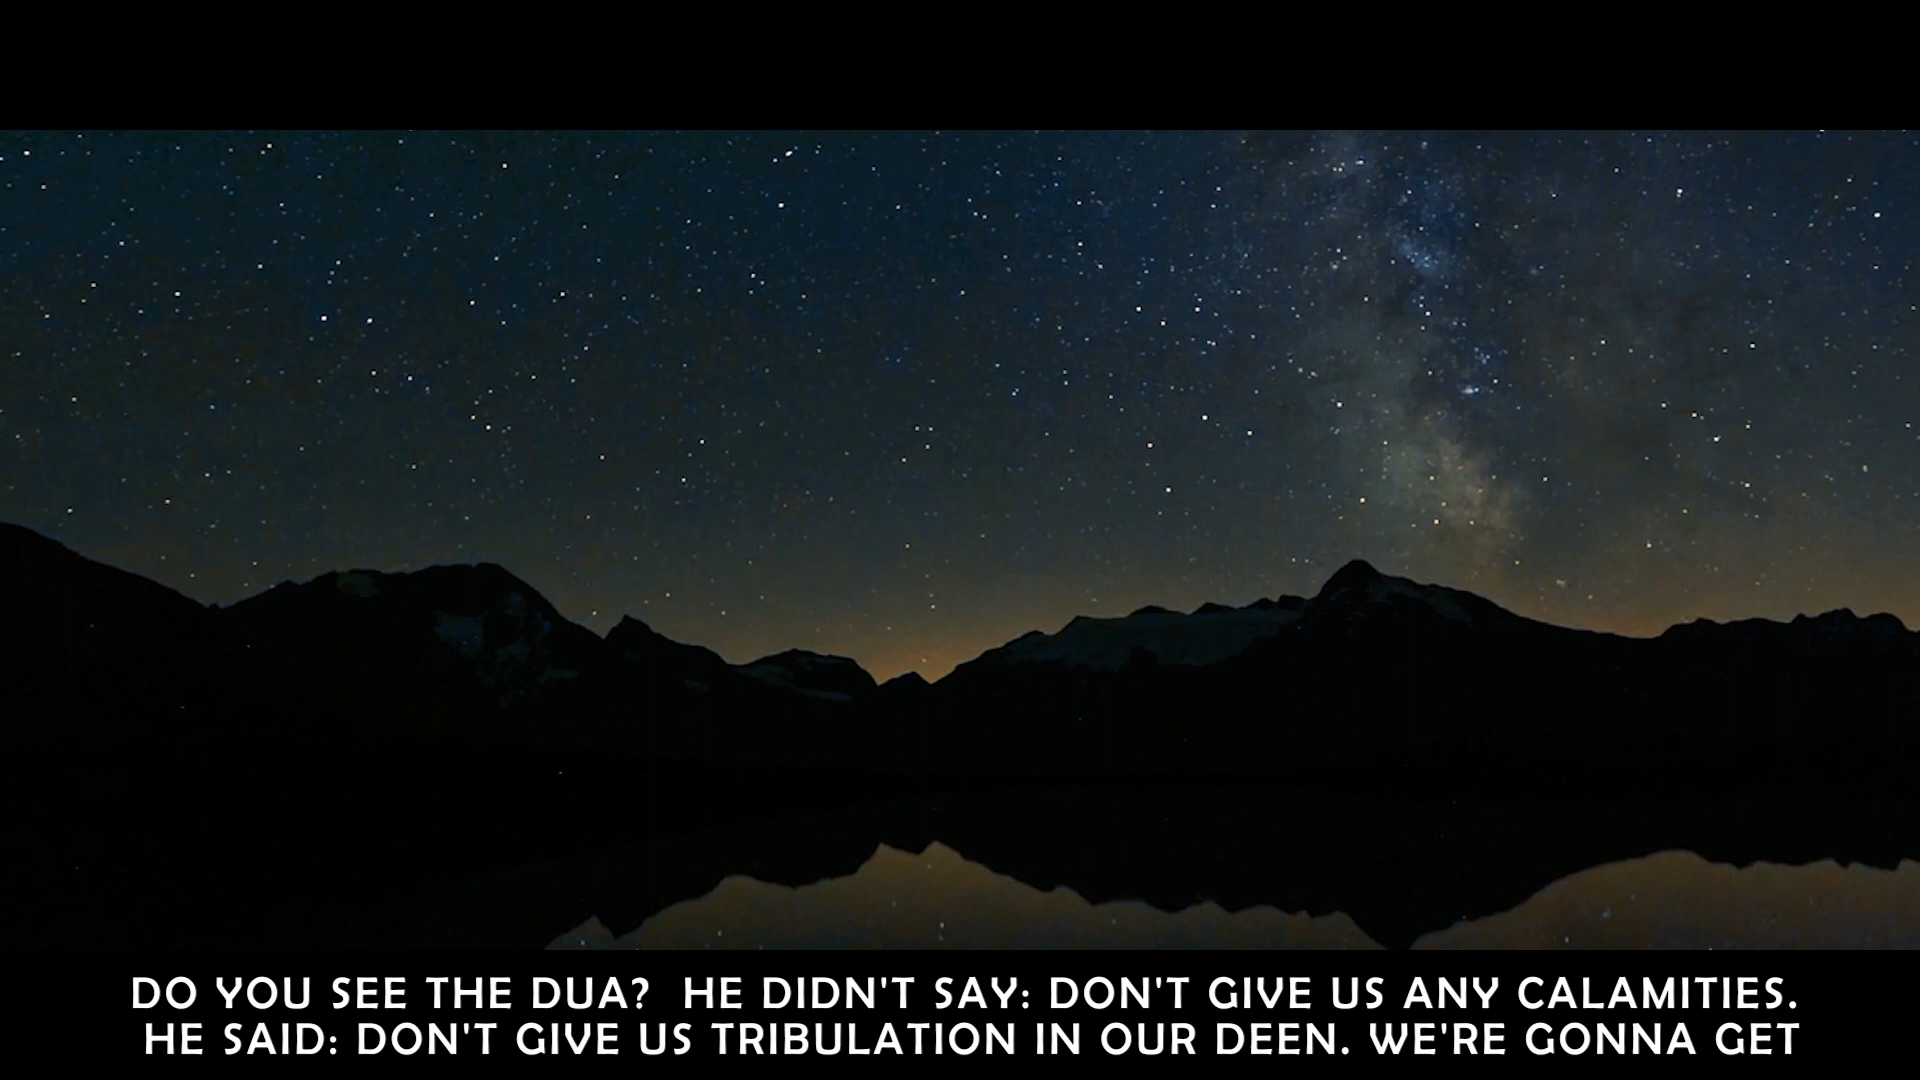 DO YOU SEE THE DUA?  HE DIDN'T SAY: DON'T GIVE US ANY CALAMITIES.
HE SAID: DON'T GIVE US TRIBULATION IN OUR DEEN. WE'RE GONNA GET